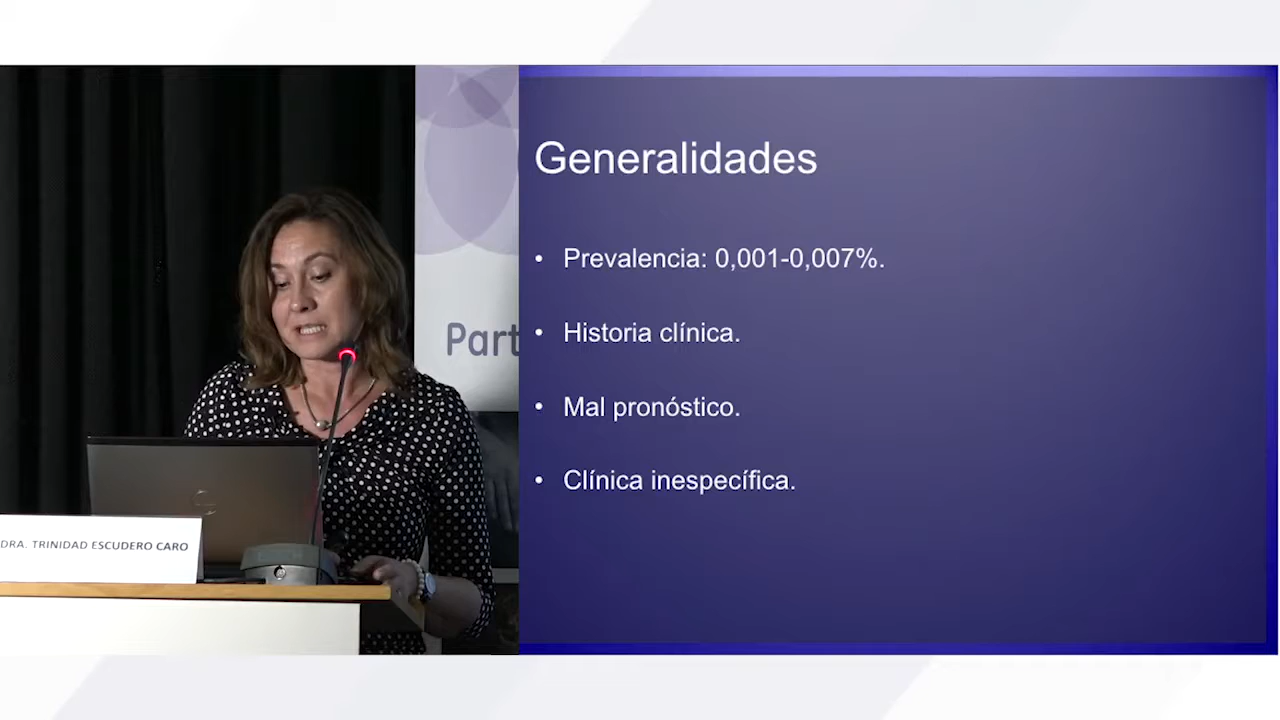 Part
DRA. TRINIDAD ESCUDERO CARO
Generalidades
• Prevalencia: 0,001-0,007%.
• Historia clínica.
• Mal pronóstico.
• Clínica inespecífica.